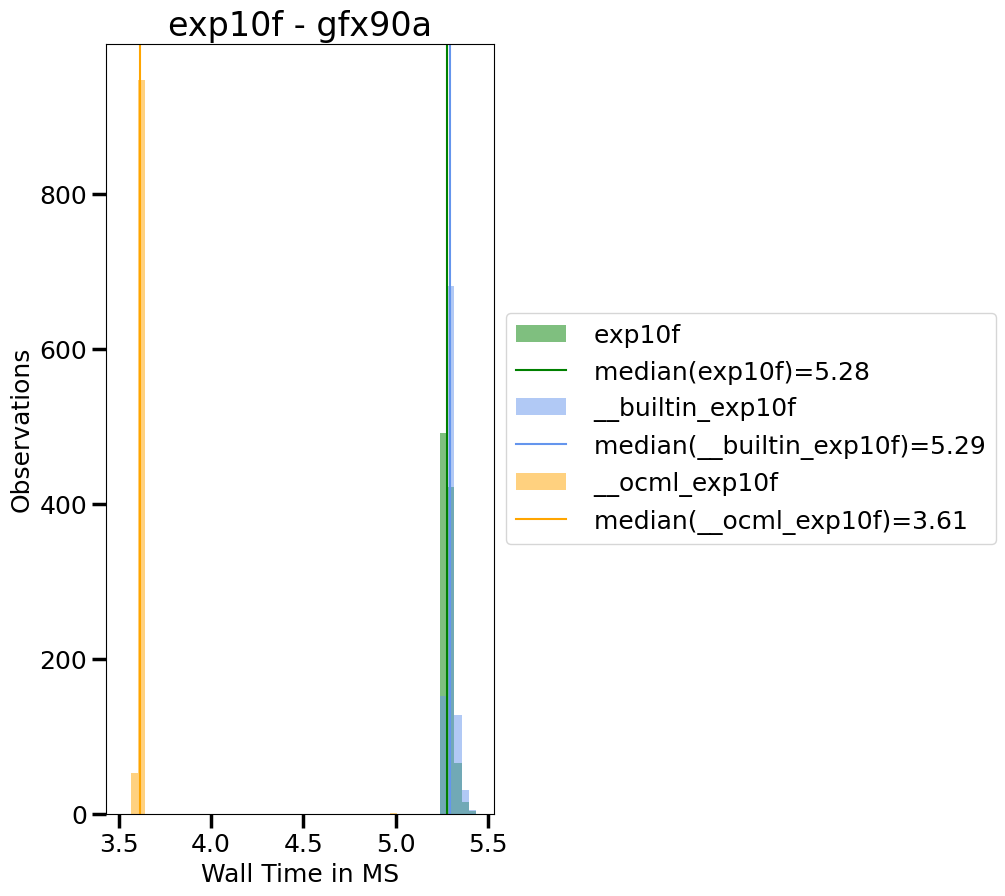 exp10f - gfx90a
800
600
400
200
0
Observations
3.5 4.0 4.5 5.0 5.5
Wall Time in MS
exp10f
median(exp10f)=5.28
__builtin_exp10f
median(__builtin_exp10f)=5.29
__ocml_exp10f
median(__ocml_exp10f)=3.61